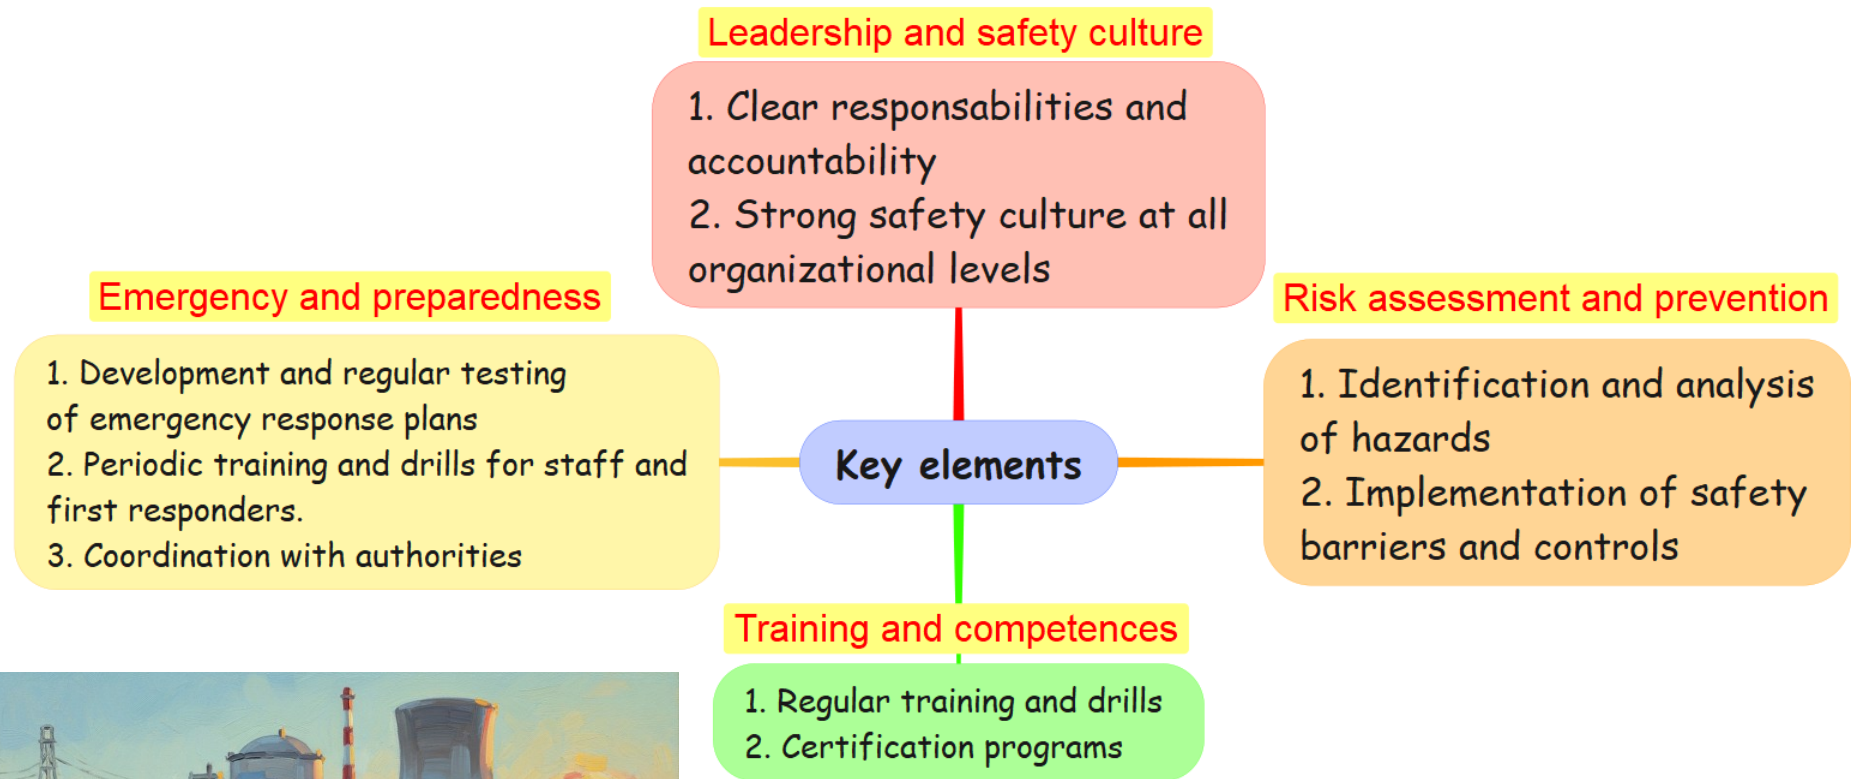 Leadership and safety culture
1. Clear responsabilities and
accountability
2. Strong safety culture at all
organizational levels
Emergency and preparedness
1. Development and regular testing
of emergency response plans
2. Periodic training and drills for staff and
first responders.
3. Coordination with authorities
Key elements
Risk assessment and prevention
1. Identification and analysis
of hazards
2. Implementation of safety
barriers and controls
Training and competences
1. Regular training and drills
2. Certification programs